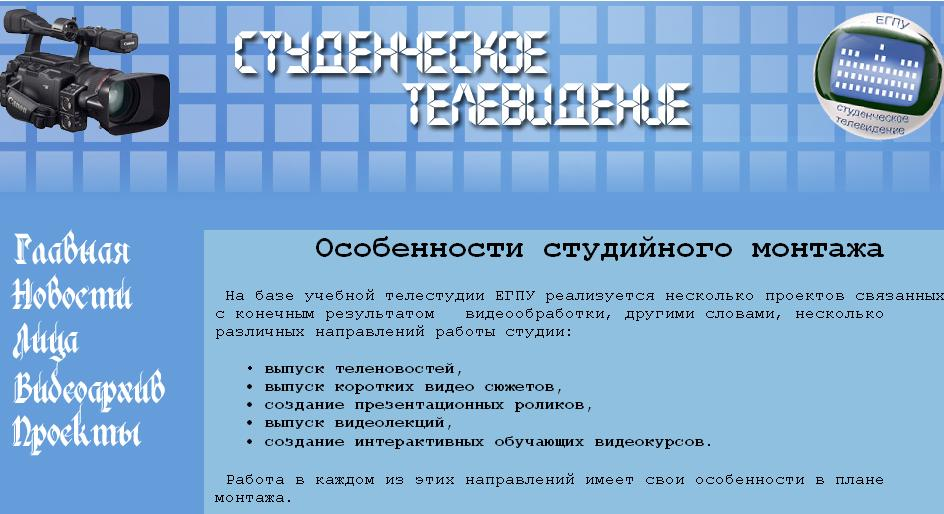 СТУДЕНЧЕСКОЕ
ТЕЛЕВИДЕНИЕ
ЕГПУ
студенческое
телевидение
Canon
Главная
Новости
Лица
Видеоархив
Проекты
Особенности студийного монтажа
На базе учебной телестудии ЕГПУ реализуется несколько проектов связанных
с конечным результатом видеообработки, другими словами, несколько
различных направлений работы студии:
• выпуск теленовостей,
• выпуск коротких видео сюжетов,
• создание презентационных роликов,
• выпуск видеолекций,
• создание интерактивных обучающих видеокурсов.
Работа в каждом из этих направлений имеет свои особенности в плане
монтажа.